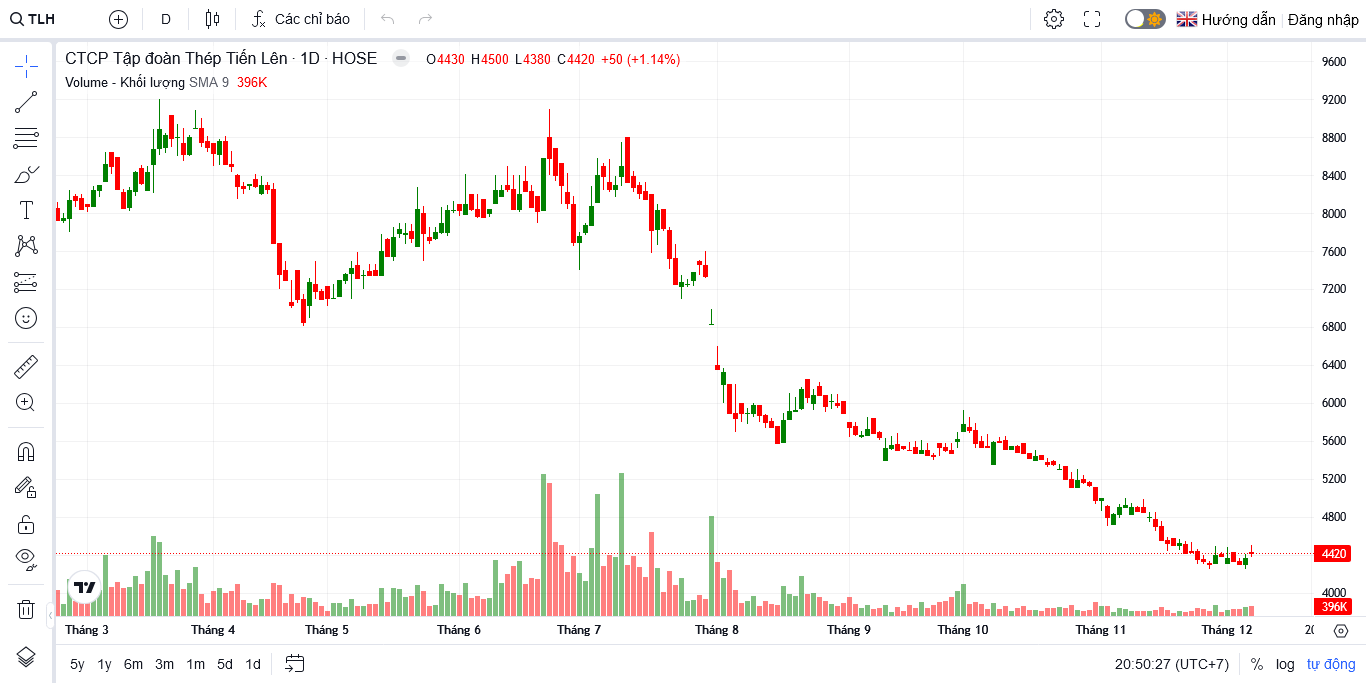 TLH D Các chỉ báo Hướng dẫn Đăng nhập
CTCP Tập đoàn Thép Tiến Lên · 1D · HOSE O4430 H4500 L4380 C4420 +50 (+1.14%)
Volume - Khối lượng SMA 9 396K
9600
9200
8800
8400
8000
7600
7200
6800
6400
6000
5600
5200
4800
4420
4000
396K
Tháng 3 Tháng 4 Tháng 5 Tháng 6 Tháng 7 Tháng 8 Tháng 9 Tháng 10 Tháng 11 Tháng 12
5y 1y 6m 3m 1m 5d 1d 20:50:27 (UTC+7) % log tự động